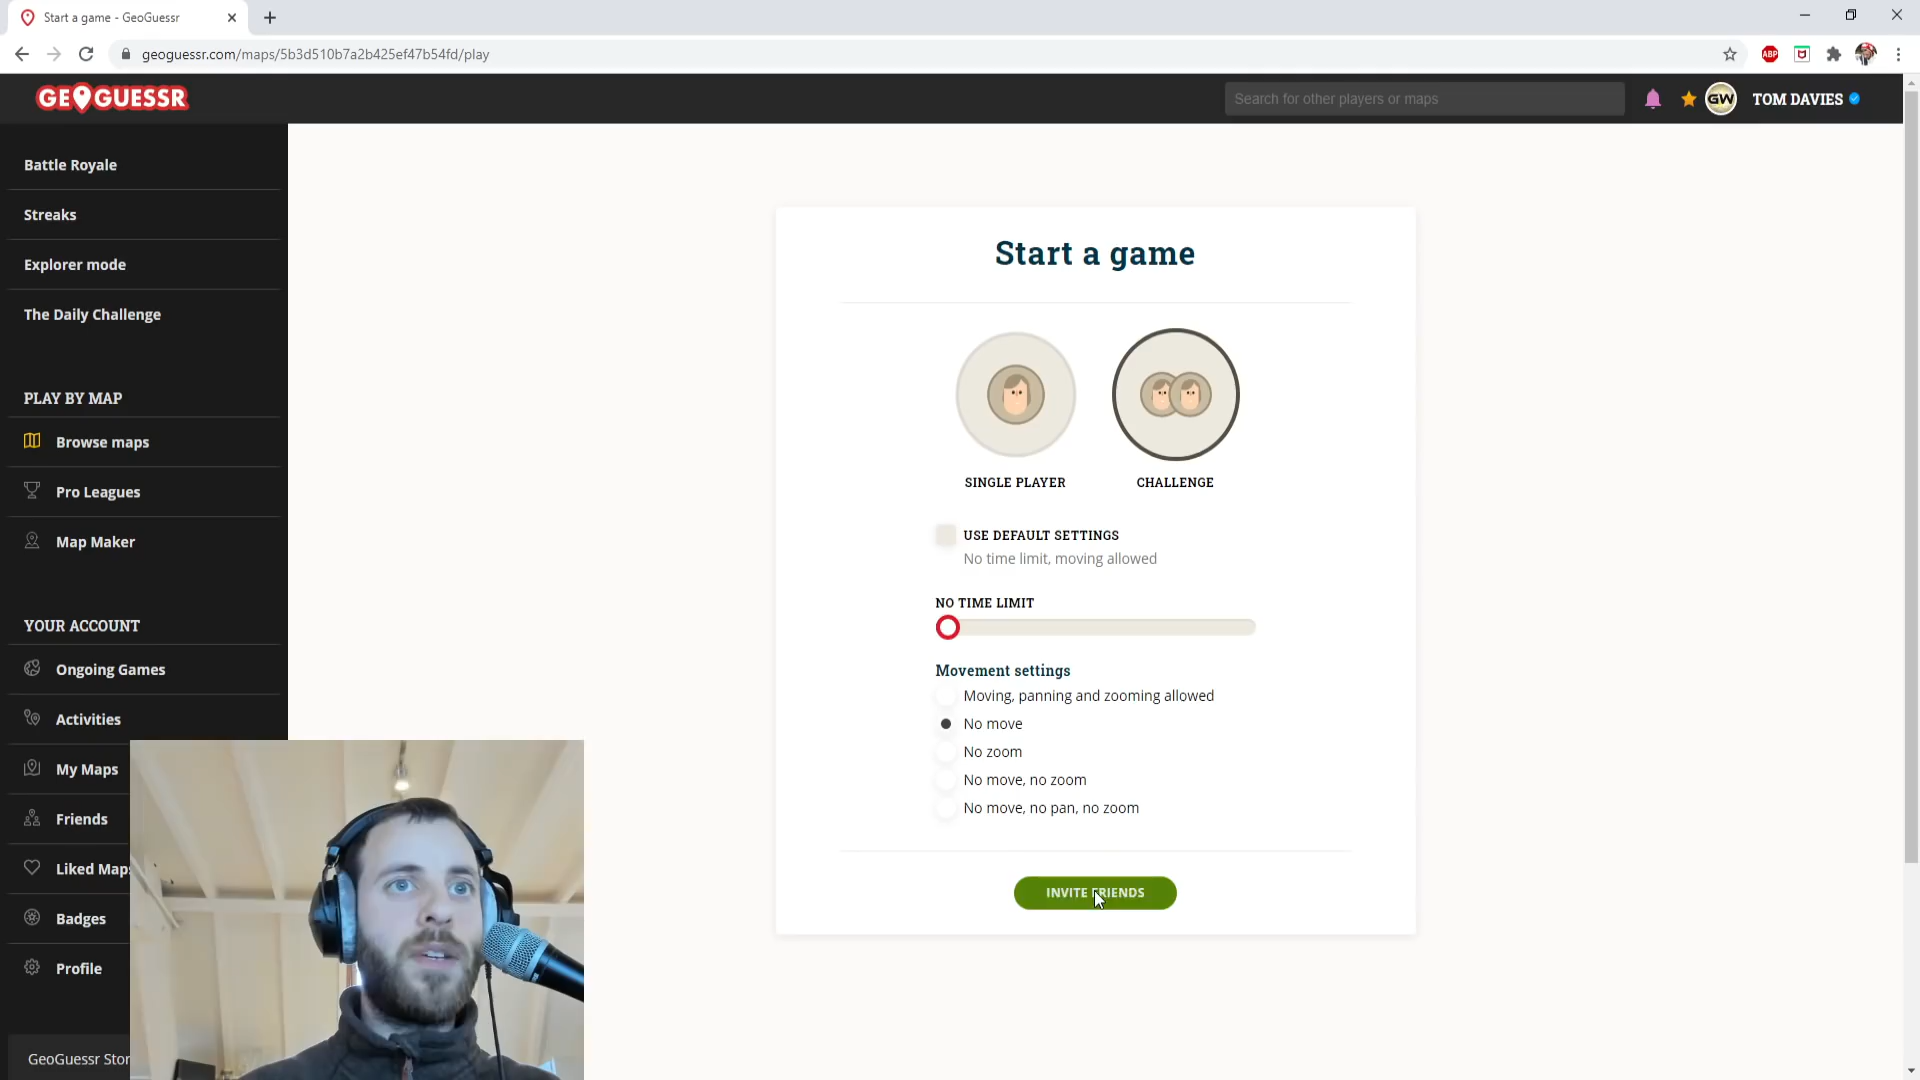 Start a game - GeoGuessr
geoguessr.com/maps/5b3d510b7a2b425ef47b54fd/play
ABP
GEOGUESSR
Search for other players or maps
GW
TOM DAVIES
Battle Royale
Streaks
Explorer mode
The Daily Challenge
PLAY BY MAP
Browse maps
Pro Leagues
Map Maker
YOUR ACCOUNT
Ongoing Games
Activities
My Maps
Friends
Liked Maps
Badges
Profile
GeoGuessr Stor
Start a game
SINGLE PLAYER
CHALLENGE
USE DEFAULT SETTINGS
No time limit, moving allowed
NO TIME LIMIT
Movement settings
Moving, panning and zooming allowed
No move
No zoom
No move, no zoom
No move, no pan, no zoom
INVITE FRIENDS